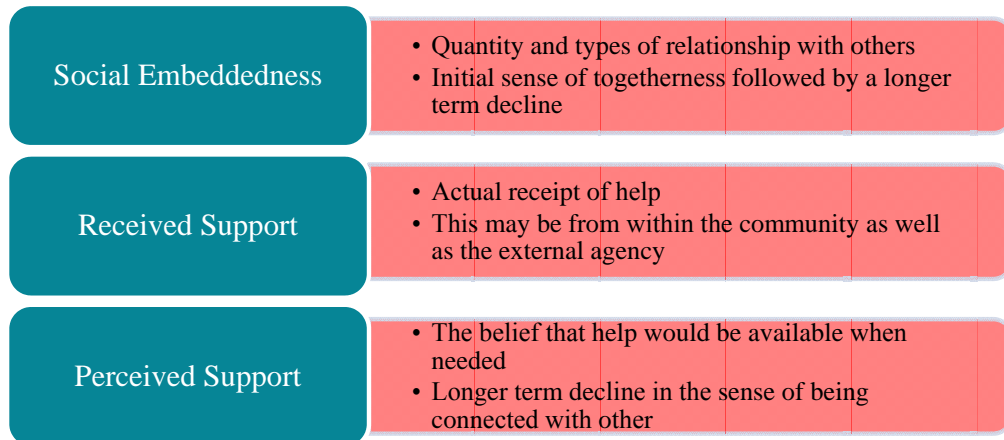 Social Embeddedness
• Quantity and types of relationship with others
• Initial sense of togetherness followed by a longer
term decline
Received Support
• Actual receipt of help
• This may be from within the community as well
as the external agency
Perceived Support
• The belief that help would be available when
needed
• Longer term decline in the sense of being
connected with other